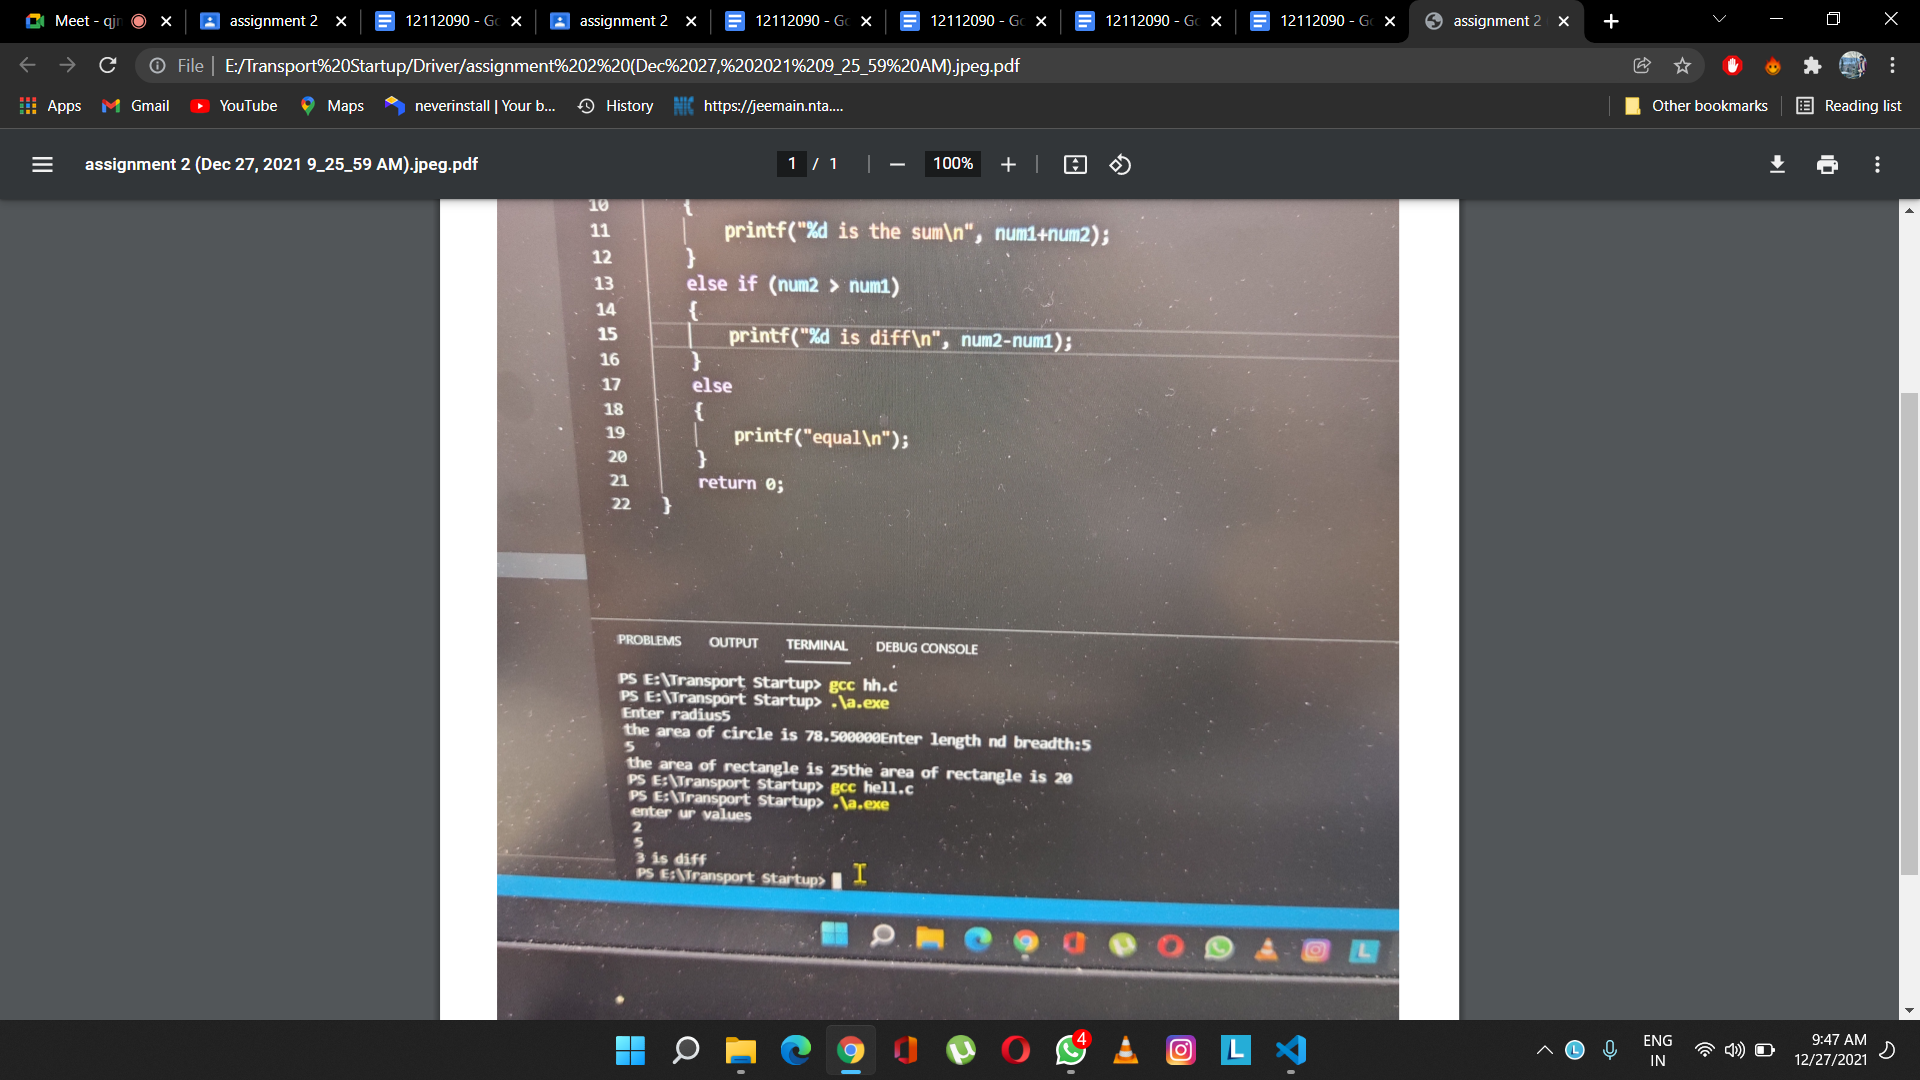 Meet - qjn
assignment 2
12112090 - Go
assignment 2
12112090 - Go
12112090 - Go
12112090 - Go
12112090 - G
assignment 2
File | E:/Transport%20Startup/Driver/assignment%202%20(Dec%2027,%202021%209_25_59%20AM).jpeg.pdf
Apps
Gmail
YouTube
Maps
neverinstall | Your b...
History
https://jeemain.nta....
Other bookmarks
Reading list
assignment 2 (Dec 27, 2021 9_25_59 AM).jpeg.pdf
1 / 1
100%
10 {
11 printf("%d is the sum\n", num1+num2);
12 }
13 else if (num2 > num1)
14 {
15 printf("%d is diff\n", num2-num1);
16 }
17 else
18 {
19 printf("equal\n");
20 }
21 return 0;
22 }
PROBLEMS OUTPUT TERMINAL DEBUG CONSOLE
PS E:\Transport Startup> gcc hh.c
PS E:\Transport Startup> .\a.exe
Enter radius5
the area of circle is 78.500000Enter length nd breadth:5
5
the area of rectangle is 25the area of rectangle is 20
PS E:\Transport Startup> gcc hell.c
PS E:\Transport Startup> .\a.exe
enter ur values
2
5
3 is diff
PS E:\Transport Startup>
L
4
L
L
ENG
IN
9:47 AM
12/27/2021